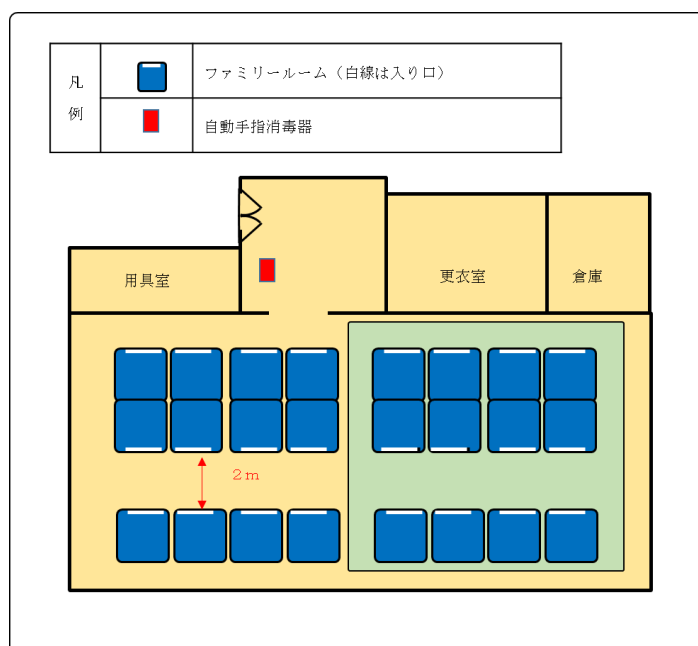 凡
例
ファミリールーム（白線は入り口）
自動手指消毒器
用具室
更衣室
倉庫
２ｍ